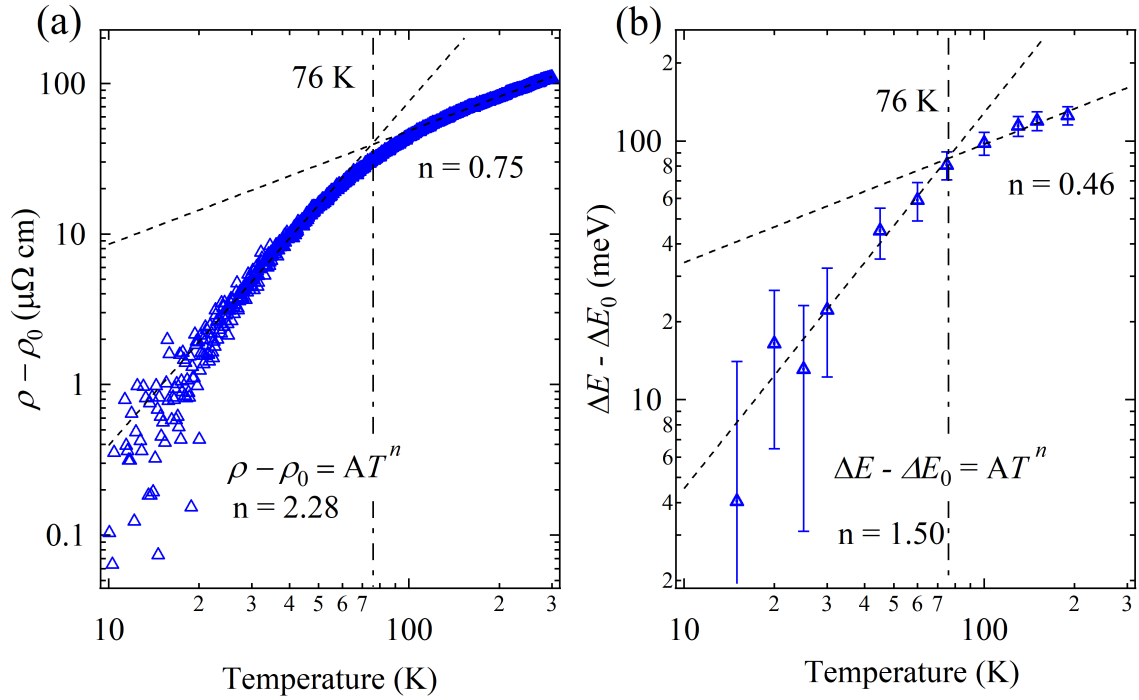 (a)
100
10
1
0.1
ρ − ρ0 (μΩ cm)
76 K
n = 0.75
ρ − ρ0 = AT^n
n = 2.28
2 3 4 5 6 7 2 3
10 100
Temperature (K)
(b)
2
100
8
6
4
2
10
8
6
4
2
ΔE - ΔE0 (meV)
76 K
n = 0.46
ΔE - ΔE0 = AT^n
n = 1.50
2 3 4 5 6 7 2 3
10 100
Temperature (K)